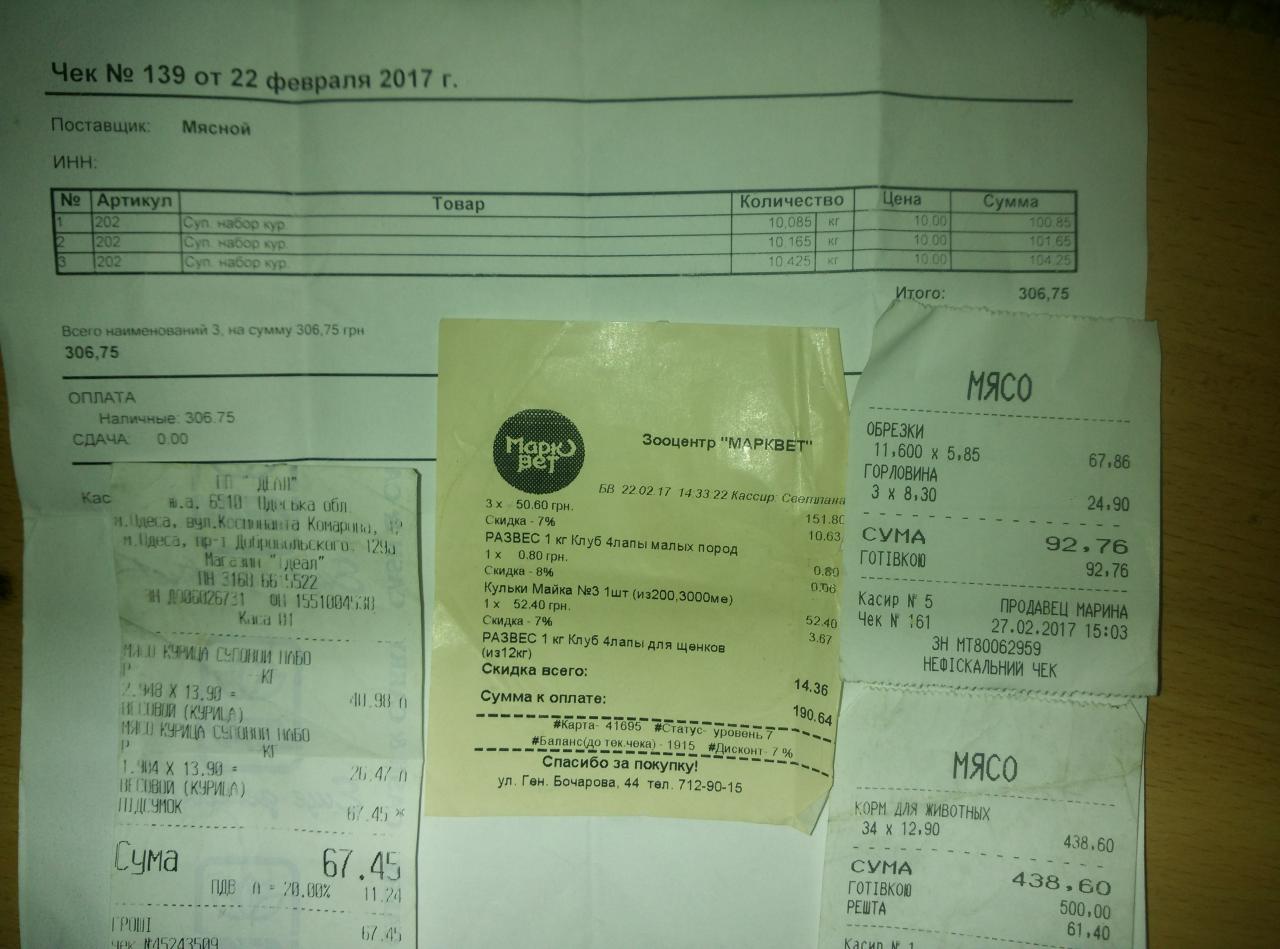 Чек № 139 от 22 февраля 2017 г.
Поставщик: Мясной
ИНН:
№ Артикул Товар Количество Цена Сумма
1 202 Суп. набор кур. 10,085 кг 10.00 100.85
2 202 Суп. набор кур. 10.165 кг 10.00 101.65
3 202 Суп. набор кур. 10.425 кг 10.00 104.25
Итого: 306,75
Всего наименований 3, на сумму 306,75 грн
306,75
ОПЛАТА
Наличные: 306.75
СДАЧА: 0.00
Кас
ПП "ДЕАЛ"
Одеська обл.
м.Одеса, вул.Костянтина Комарова,
м.Одеса, пр-т Добровольського, 129а
Магазин "Ідеал"
Каса 01
МЯСО КУРИЦА СУПОВОЙ НАБО
Р КГ
2.948 X 13.90 = 40.98 А
ВЕСОВОЙ (КУРИЦА)
МЯСО КУРИЦА СУПОВОЙ НАБО
Р КГ
1.904 X 13.90 = 26.47 А
ВЕСОВОЙ (КУРИЦА)
ПІДСУМОК 67.45 *
Сума 67.45
ПДВ А = 20.00% 11.24
ГРОШІ 67.45
Чек №45243509
Марк вет
Зооцентр "МАРКВЕТ"
БВ 22.02.17 14:33:22 Кассир: Светлана
3 x 50.60 грн. 151.80
Скидка - 7% 10.63
РАЗВЕС 1 кг Клуб 4лапы малых пород
1 x 0.80 грн. 0.80
Скидка - 8% 0.06
Кульки Майка №3 1шт (из200,3000ме)
1 x 52.40 грн. 52.40
Скидка - 7% 3.67
РАЗВЕС 1 кг Клуб 4лапы для щенков
(из12кг)
Скидка всего: 14.36
Сумма к оплате: 190.64
#Карта- 41695 #Статус- уровень 7
#Баланс(до тек.чека) - 1915 #Дисконт- 7 %
Спасибо за покупку!
ул. Ген. Бочарова, 44 тел. 712-90-15
МЯСО
ОБРЕЗКИ
11,600 x 5,85 67,86
ГОРЛОВИНА
3 x 8,30 24,90
СУМА 92,76
ГОТІВКОЮ 92,76
Касир № 5 ПРОДАВЕЦ МАРИНА
Чек № 161 27.02.2017 15:03
ЗН МТ80062959
НЕФІСКАЛЬНИЙ ЧЕК
МЯСО
КОРМ ДЛЯ ЖИВОТНЫХ
34 x 12,90 438,60
СУМА 438,60
ГОТІВКОЮ 500,00
РЕШТА 61,40
Касир № 1